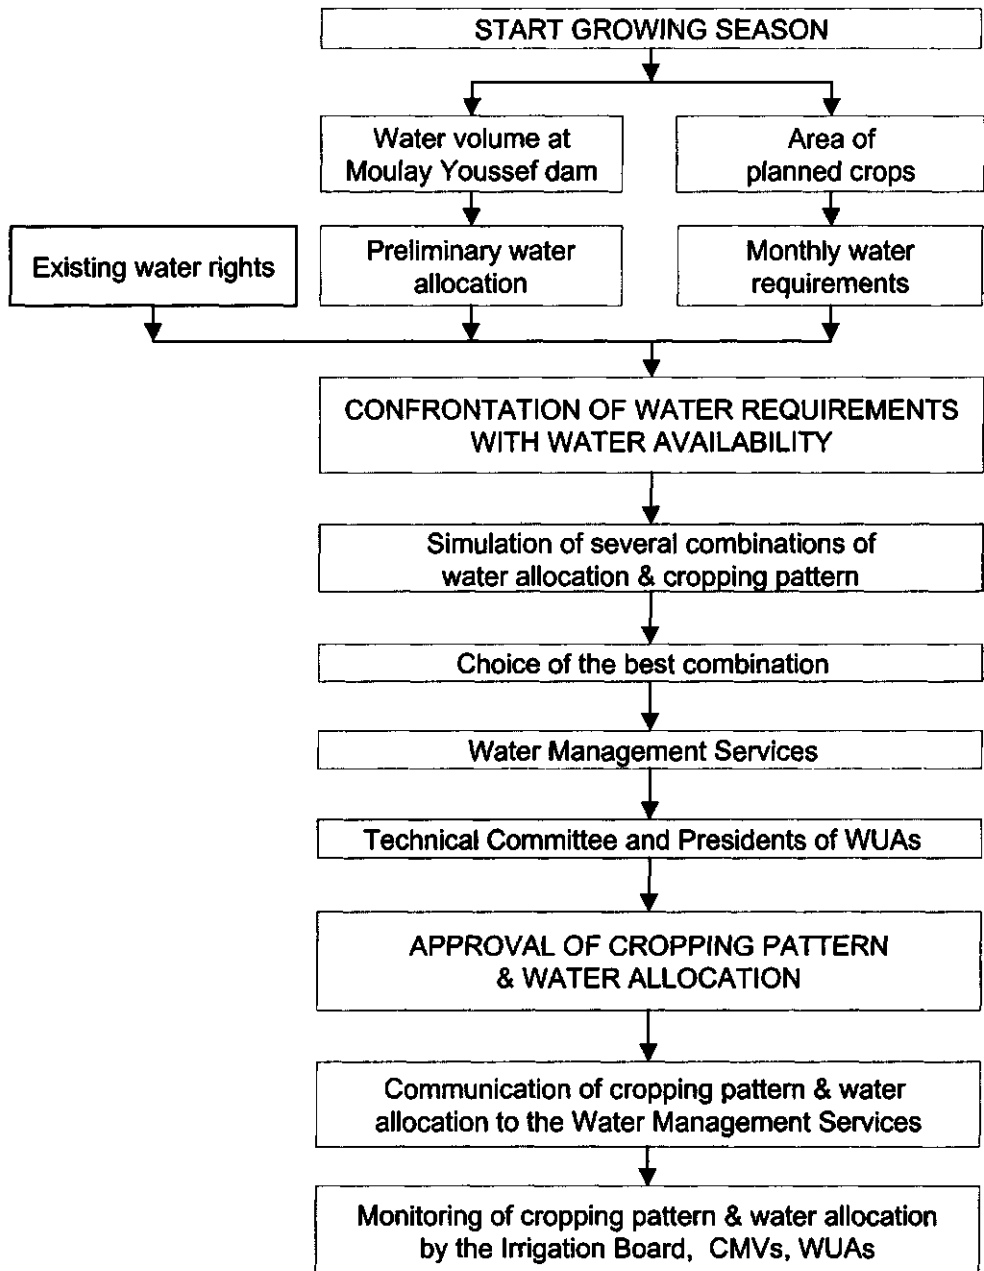 START GROWING SEASON
Water volume at
Moulay Youssef dam
Area of
planned crops
Existing water rights
Preliminary water
allocation
Monthly water
requirements
CONFRONTATION OF WATER REQUIREMENTS
WITH WATER AVAILABILITY
Simulation of several combinations of
water allocation & cropping pattern
Choice of the best combination
Water Management Services
Technical Committee and Presidents of WUAs
APPROVAL OF CROPPING PATTERN
& WATER ALLOCATION
Communication of cropping pattern & water
allocation to the Water Management Services
Monitoring of cropping pattern & water allocation
by the Irrigation Board, CMVs, WUAs